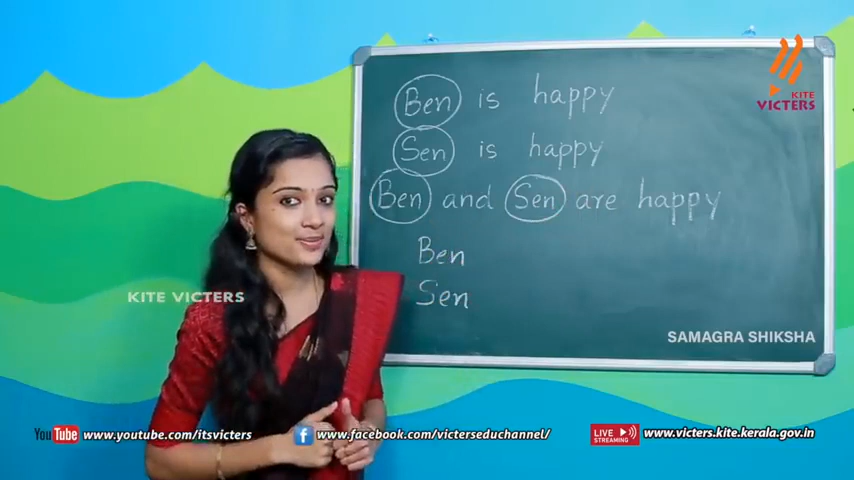 Ben is happy
Sen is happy
Ben and Sen are happy
Ben
Sen
KITE
VICTERS
KITE VICTERS
SAMAGRA SHIKSHA
YouTube www.youtube.com/itsvicters
f www.facebook.com/victerseduchannel/
LIVE STREAMING www.victers.kite.kerala.gov.in